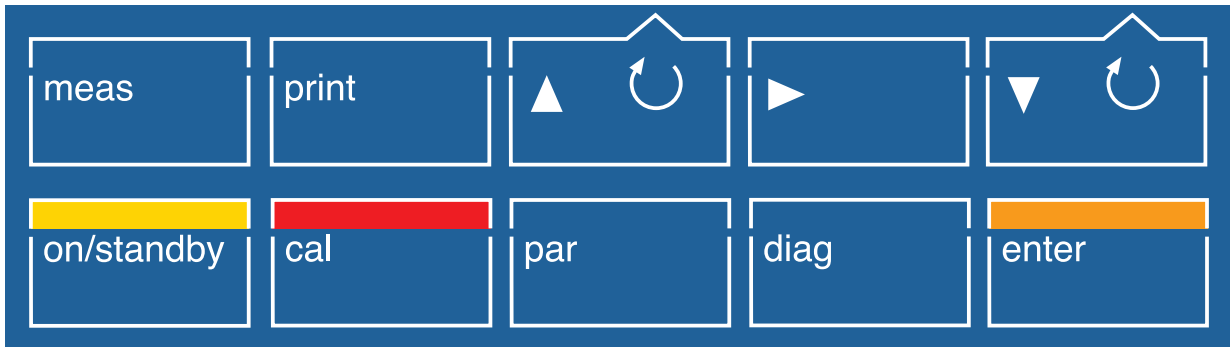 meas
print
on/standby
cal
par
diag
enter